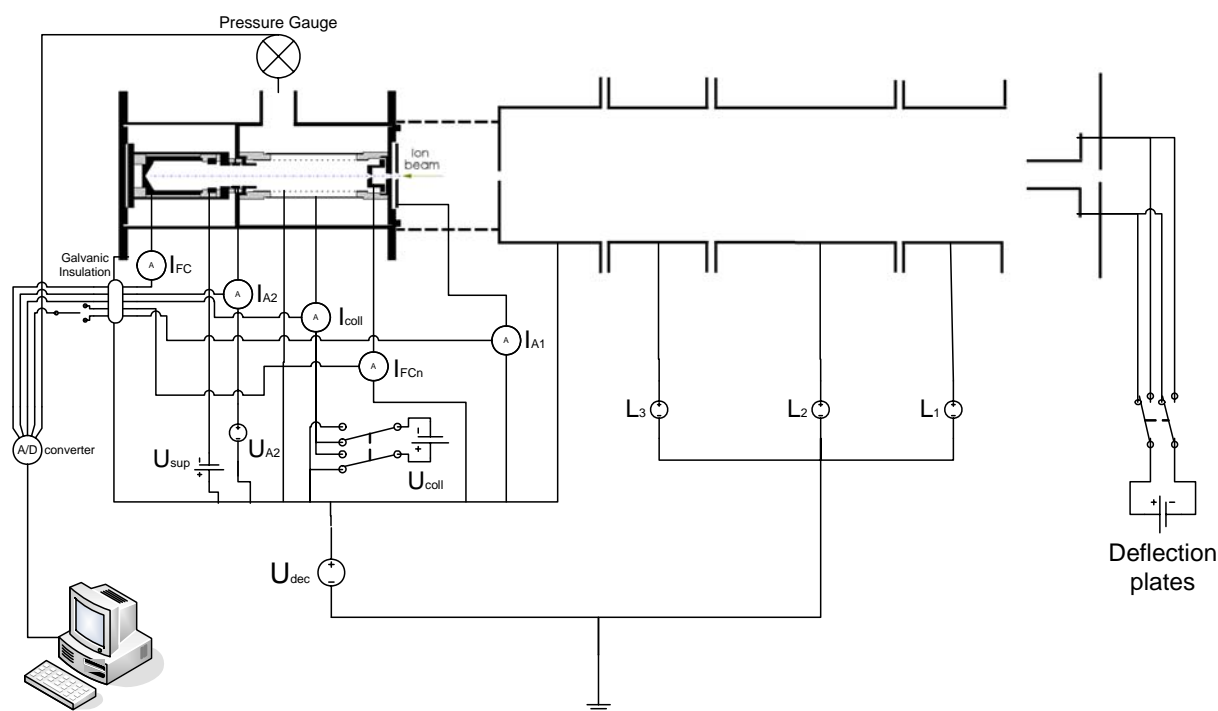 Pressure Gauge
Ion
beam
Galvanic
Insulation
A
IFC
A
IA2
A
Icoll
A
IA1
A
IFCn
L3
L2
L1
A/D converter
Usup
UA2
Ucoll
Udec
Deflection
plates